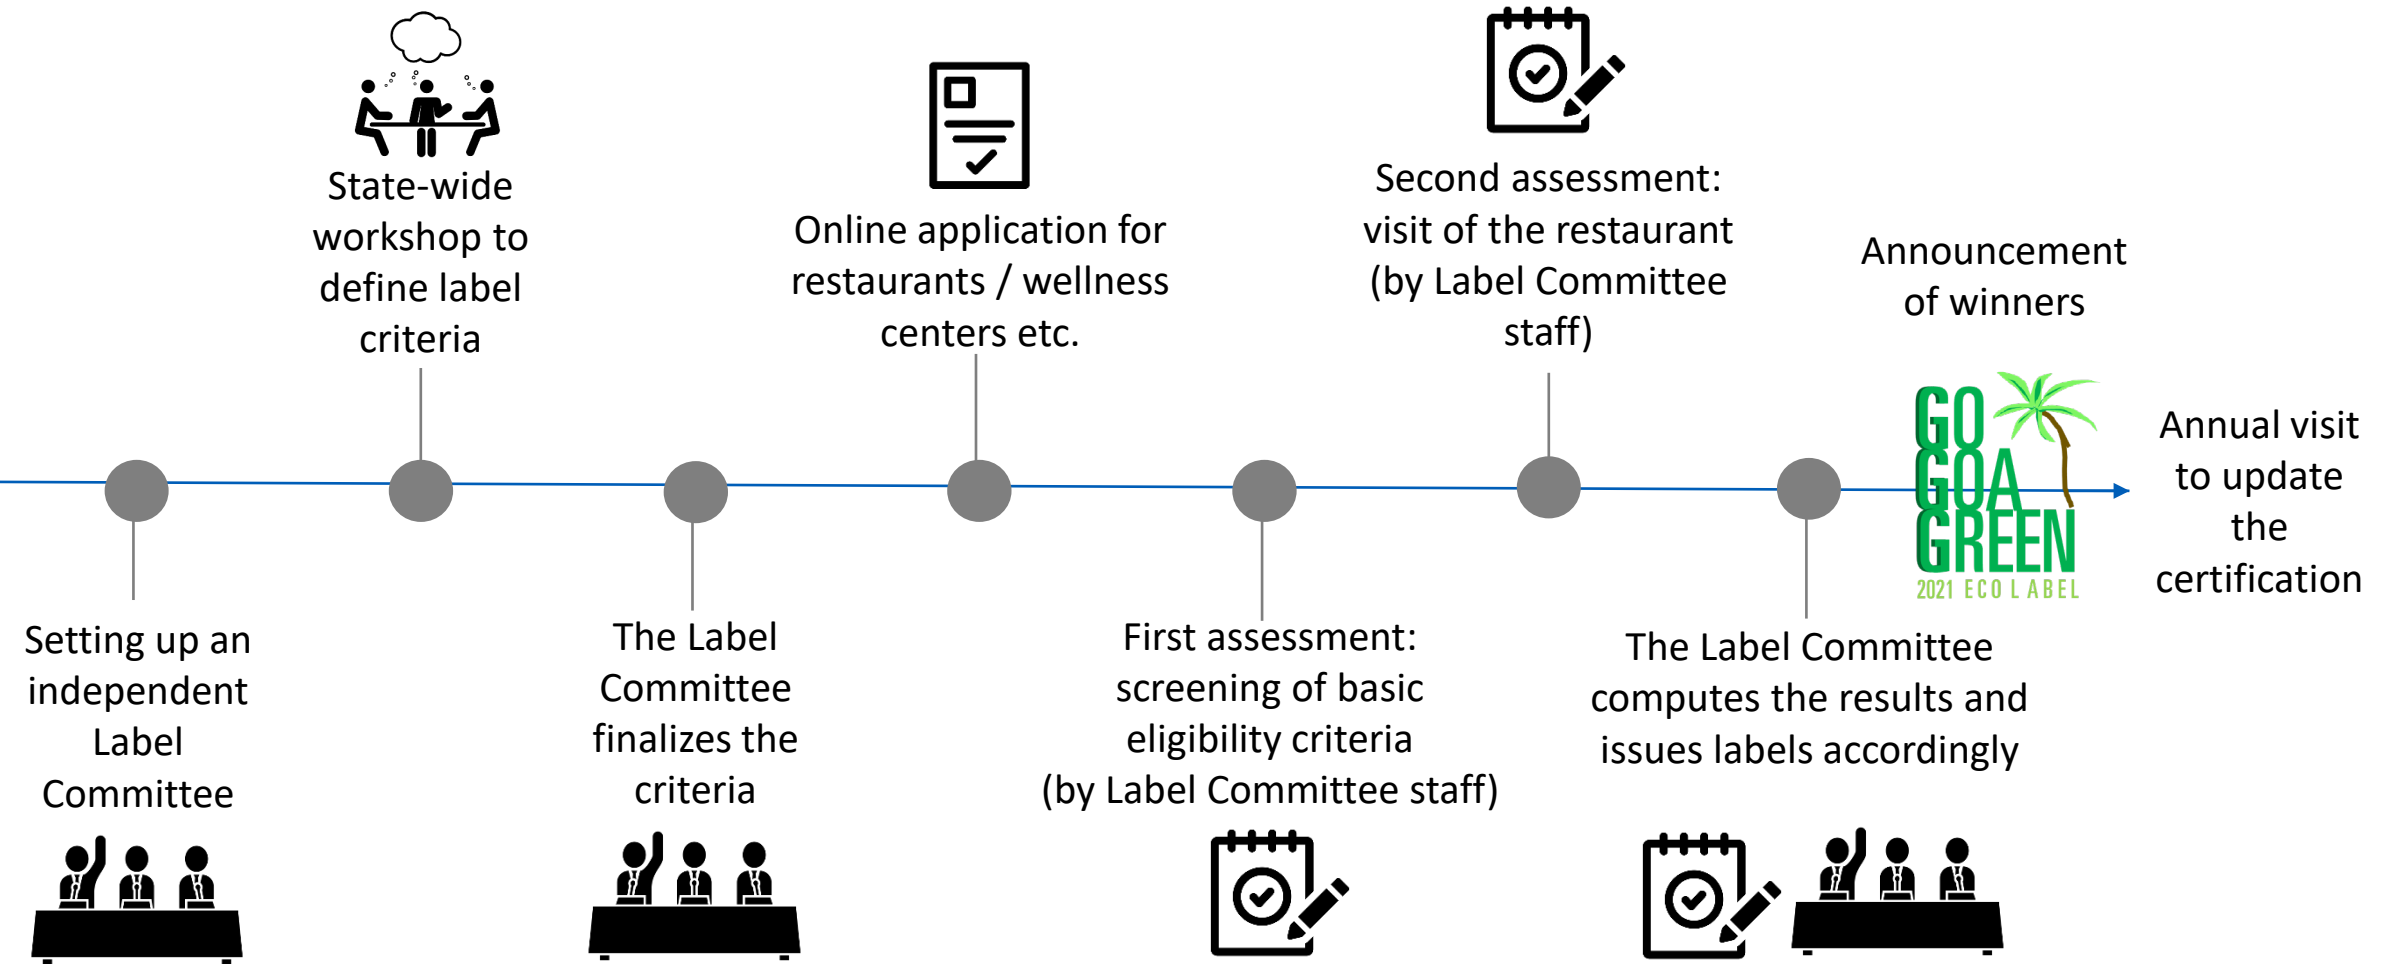 Setting up an
independent
Label
Committee
State-wide
workshop to
define label
criteria
The Label
Committee
finalizes the
criteria
Online application for
restaurants / wellness
centers etc.
First assessment:
screening of basic
eligibility criteria
(by Label Committee staff)
Second assessment:
visit of the restaurant
(by Label Committee
staff)
The Label Committee
computes the results and
issues labels accordingly
Announcement
of winners
GO
GOA
GREEN
2021 ECO LABEL
Annual visit
to update
the
certification